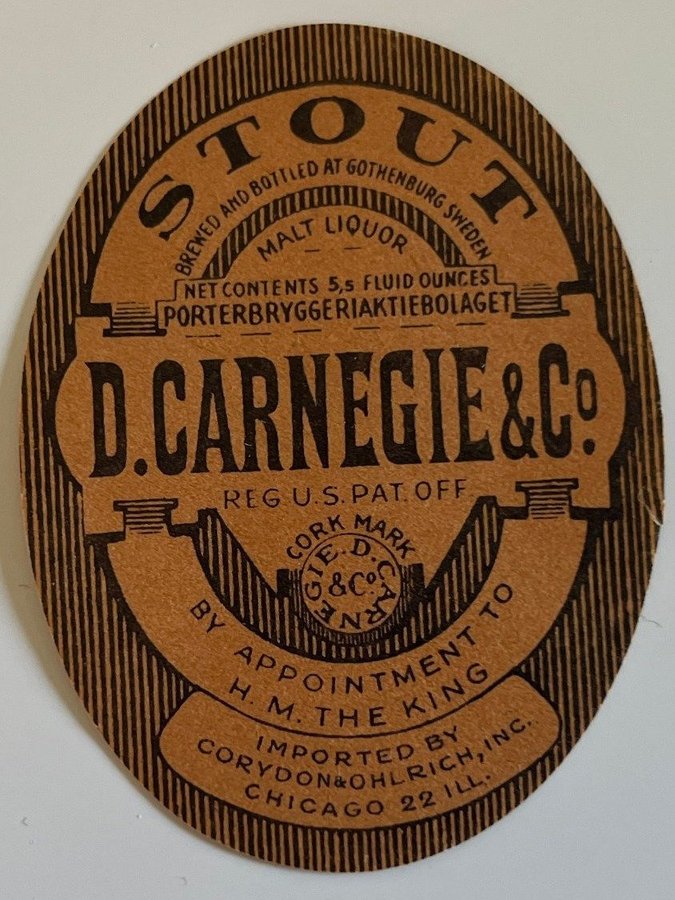 STOUT
BREWED AND BOTTLED AT GOTHENBURG SWEDEN
MALT LIQUOR
NET CONTENTS 5,5 FLUID OUNCES
PORTERBRYGGERIAKTIEBOLAGET
D. CARNEGIE & Co.
REG. U.S. PAT. OFF.
CORK MARK
D. CARNEGIE.
& Co.
BY APPOINTMENT TO
H. M. THE KING
IMPORTED BY
CORYDON & OHLRICH, INC.
CHICAGO 22 ILL.